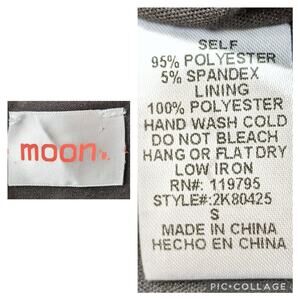 moon
SELF
95% POLYESTER
5% SPANDEX
LINING
100% POLYESTER
HAND WASH COLD
DO NOT BLEACH
HANG OR FLAT DRY
LOW IRON
RN#: 119795
STYLE#: 2K80425
S
MADE IN CHINA
HECHO EN CHINA
PIC•COLLAGE